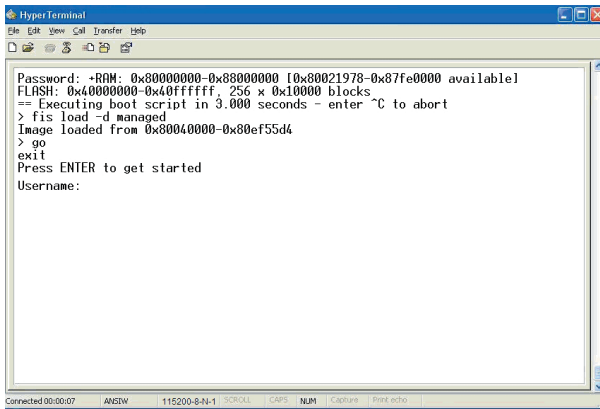 HyperTerminal
File Edit View Call Transfer Help
Password: +RAM: 0x80000000-0x88000000 [0x80021978-0x87fe0000 available]
FLASH: 0x40000000-0x40ffffff, 256 x 0x10000 blocks
== Executing boot script in 3.000 seconds - enter ^C to abort
> fis load -d managed
Image loaded from 0x80040000-0x80ef55d4
> go
exit
Press ENTER to get started
Username:
Connected 00:00:07 ANSIW 115200-8-N-1 SCROLL CAPS NUM Capture Print echo